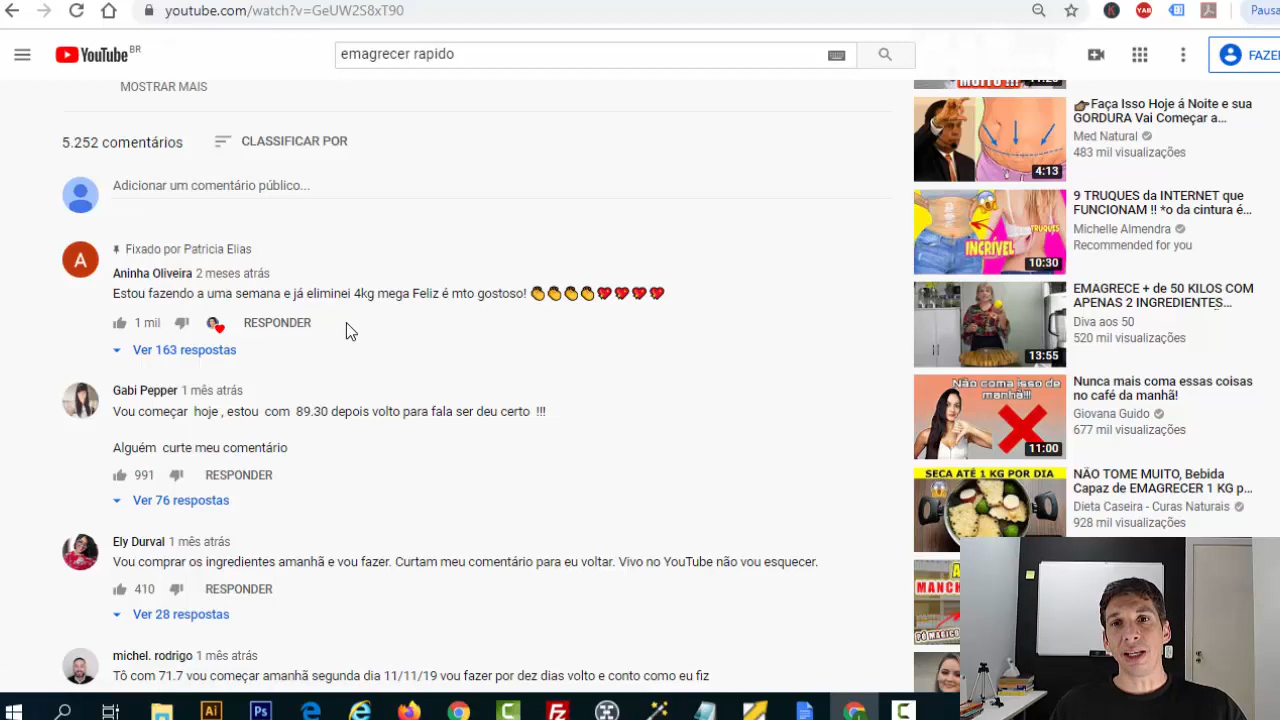 youtube.com/watch?v=GeUW2S8xT90
YAB
Pausa
YouTube BR
emagrecer rapido
FAZER
MOSTRAR MAIS
5.252 comentários
CLASSIFICAR POR
Adicionar um comentário público...
Fixado por Patricia Elias
A
Aninha Oliveira 2 meses atrás
Estou fazendo a uma semana e já eliminei 4kg mega Feliz é mto gostoso! 👏👏👏👏💖💖💖💖
1 mil
RESPONDER
Ver 163 respostas
Gabi Pepper 1 mês atrás
Vou começar hoje , estou com 89.30 depois volto para fala ser deu certo !!!
Alguém curte meu comentário
991
RESPONDER
Ver 76 respostas
Ely Durval 1 mês atrás
Vou comprar os ingredientes amanhã e vou fazer. Curtam meu comentário para eu voltar. Vivo no YouTube não vou esquecer.
410
RESPONDER
Ver 28 respostas
michel. rodrigo 1 mês atrás
Tô com 71.7 vou começar amanhã segunda dia 11/11/19 vou fazer por dez dias volto e conto como eu fiz
👉Faça Isso Hoje á Noite e sua
GORDURA Vai Começar a...
Med Natural
483 mil visualizações
4:13
9 TRUQUES da INTERNET que
FUNCIONAM !! *o da cintura é...
Michelle Almendra
Recommended for you
TRUQUES
INCRÍVEL
10:30
EMAGRECE + de 50 KILOS COM
APENAS 2 INGREDIENTES...
Diva aos 50
520 mil visualizações
13:55
Não coma isso de
manhã!!!
Nunca mais coma essas coisas
no café da manhã!
Giovana Guido
677 mil visualizações
11:00
SECA ATÉ 1 KG POR DIA
NÃO TOME MUITO, Bebida
Capaz de EMAGRECER 1 KG p...
Dieta Caseira - Curas Naturais
928 mil visualizações
Ai
Ps